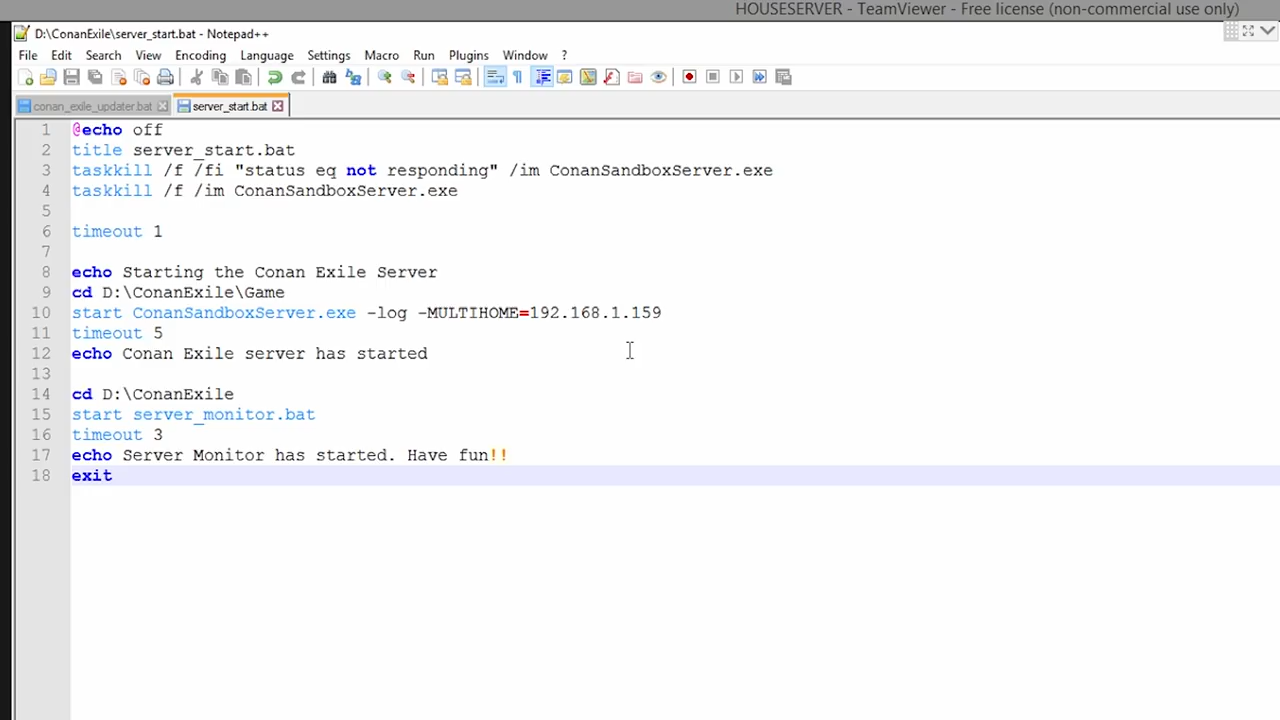 HOUSESERVER - TeamViewer - Free license (non-commercial use only)
D:\ConanExile\server_start.bat - Notepad++
File Edit Search View Encoding Language Settings Macro Run Plugins Window ?
conan_exile_updater.bat server_start.bat
1 @echo off
2 title server_start.bat
3 taskkill /f /fi "status eq not responding" /im ConanSandboxServer.exe
4 taskkill /f /im ConanSandboxServer.exe
5
6 timeout 1
7
8 echo Starting the Conan Exile Server
9 cd D:\ConanExile\Game
10 start ConanSandboxServer.exe -log -MULTIHOME=192.168.1.159
11 timeout 5
12 echo Conan Exile server has started
13
14 cd D:\ConanExile
15 start server_monitor.bat
16 timeout 3
17 echo Server Monitor has started. Have fun!!
18 exit